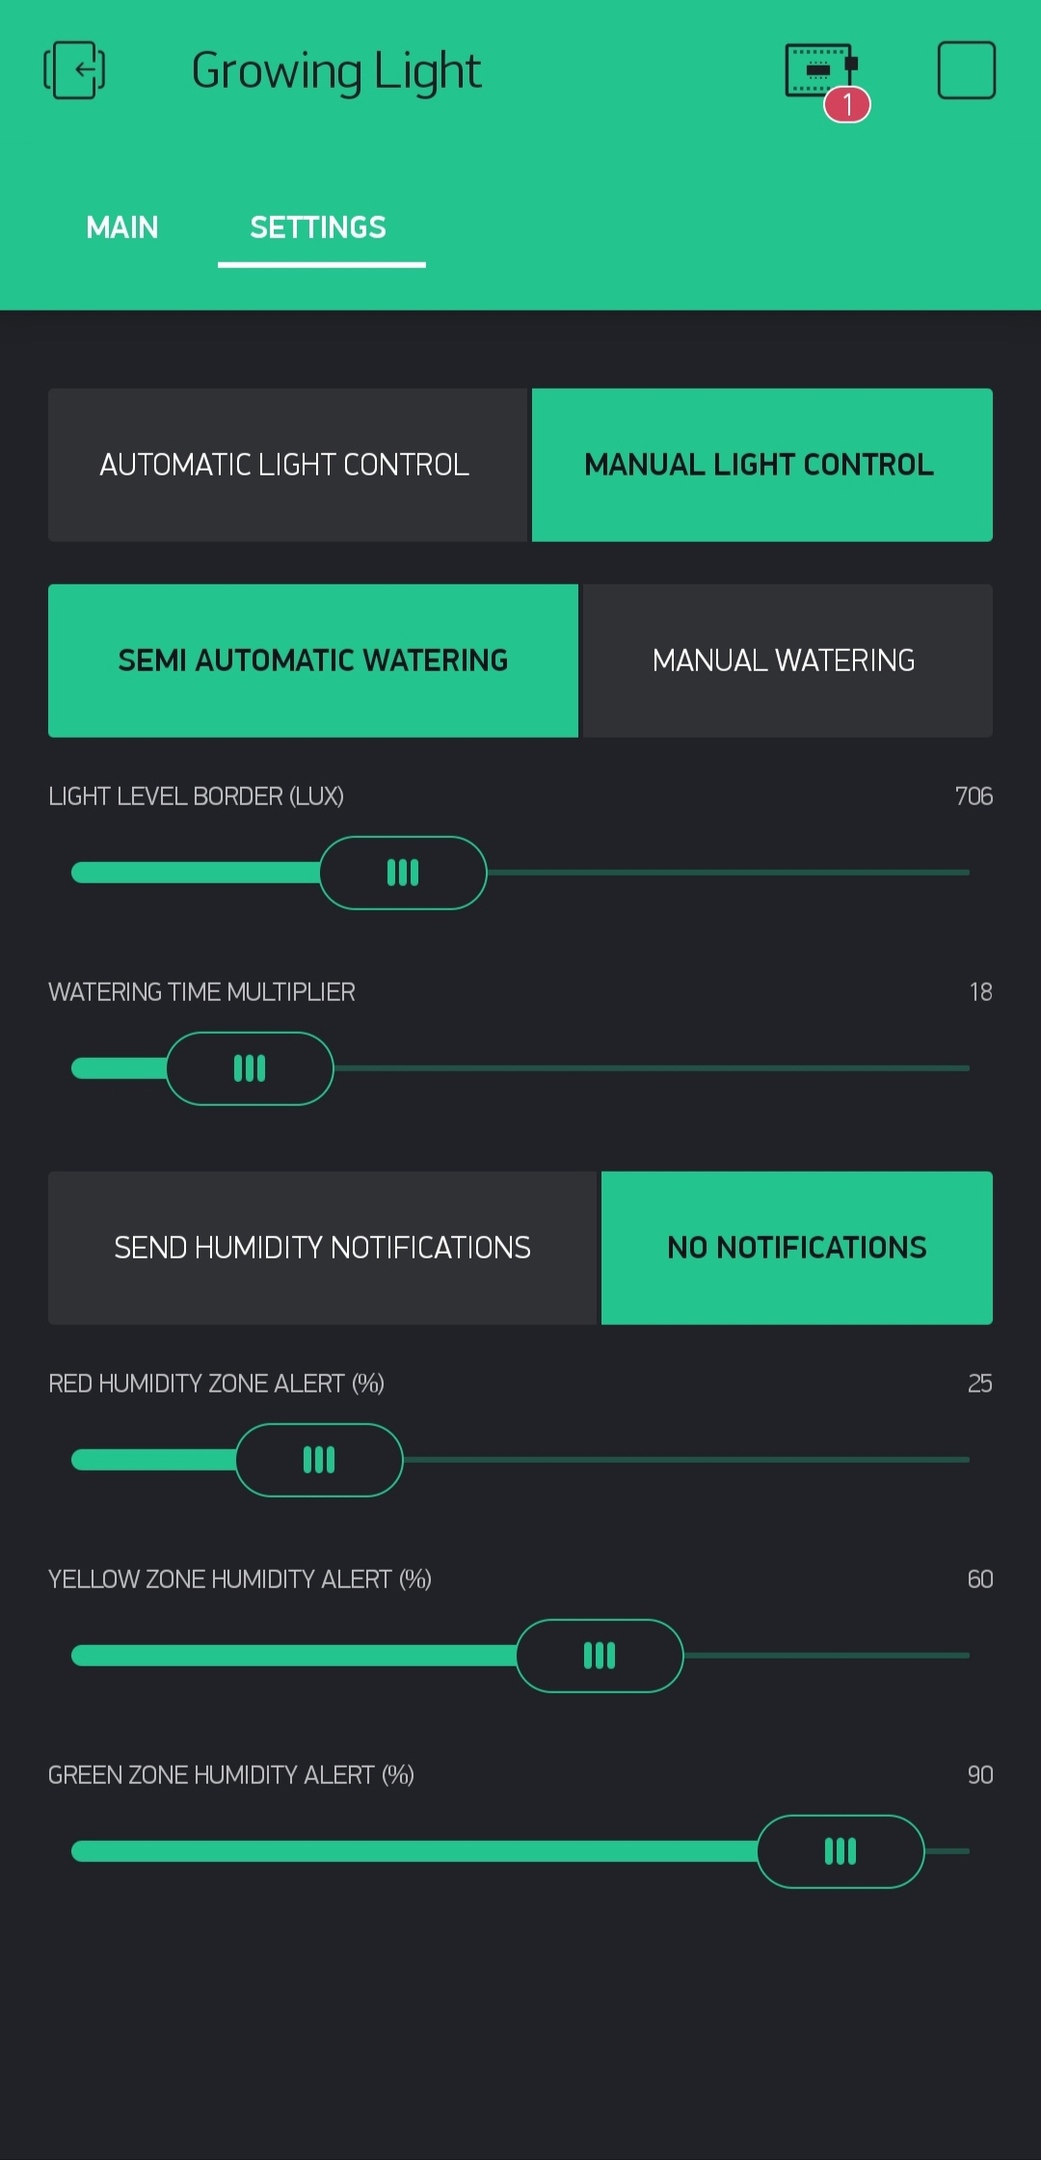 Growing Light
1
MAIN SETTINGS
AUTOMATIC LIGHT CONTROL MANUAL LIGHT CONTROL
SEMI AUTOMATIC WATERING MANUAL WATERING
LIGHT LEVEL BORDER (LUX) 706
WATERING TIME MULTIPLIER 18
SEND HUMIDITY NOTIFICATIONS NO NOTIFICATIONS
RED HUMIDITY ZONE ALERT (%) 25
YELLOW ZONE HUMIDITY ALERT (%) 60
GREEN ZONE HUMIDITY ALERT (%) 90